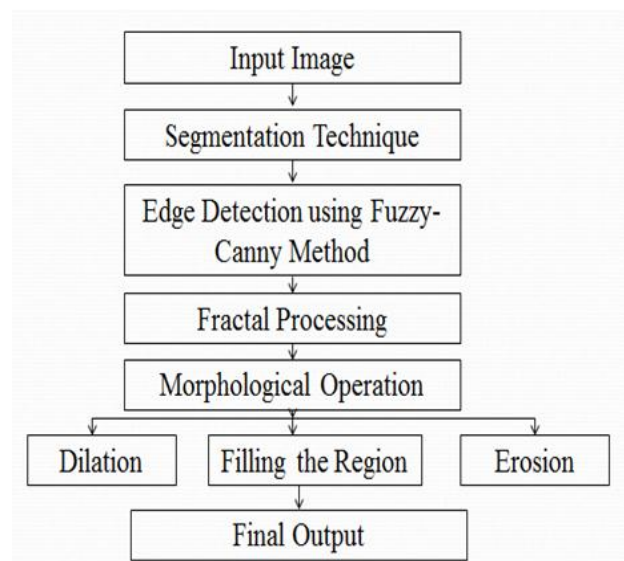 Input Image
Segmentation Technique
Edge Detection using Fuzzy-
Canny Method
Fractal Processing
Morphological Operation
Dilation
Filling the Region
Erosion
Final Output